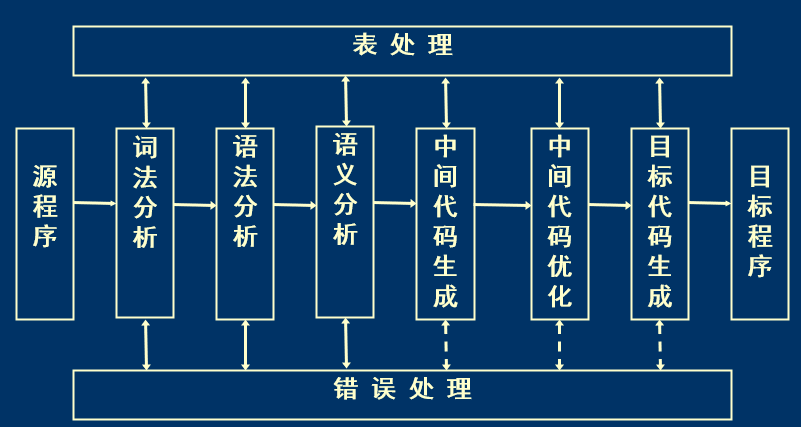 表处理
源程序
词法分析
语法分析
语义分析
中间代码生成
中间代码优化
目标代码生成
目标程序
错误处理